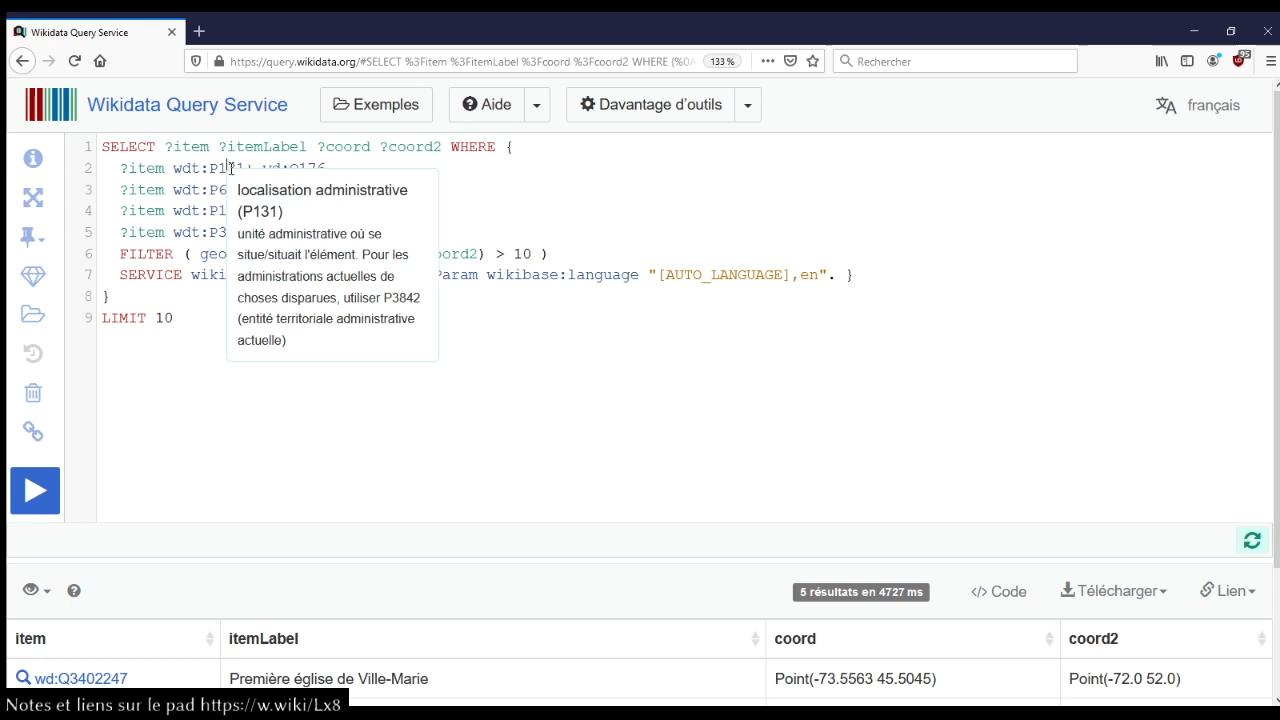 Wikidata Query Service
https://query.wikidata.org/#SELECT %3Fitem %3FitemLabel %3Fcoord %3Fcoord2 WHERE {%0A
133 %
Rechercher
95
Wikidata Query Service
Exemples
Aide
Davantage d'outils
français
1 SELECT ?item ?itemLabel ?coord ?coord2 WHERE {
2 ?item wdt:P131+ wd:Q176
3 ?item wdt:P6
4 ?item wdt:P1
5 ?item wdt:P3
6 FILTER ( geo ord2) > 10 )
7 SERVICE wiki Param wikibase:language "[AUTO_LANGUAGE],en". }
8 }
9 LIMIT 10
localisation administrative
(P131)
unité administrative où se
situe/situait l'élément. Pour les
administrations actuelles de
choses disparues, utiliser P3842
(entité territoriale administrative
actuelle)
5 résultats en 4727 ms
</> Code
Télécharger
Lien
item itemLabel coord coord2
wd:Q3402247 Première église de Ville-Marie Point(-73.5563 45.5045) Point(-72.0 52.0)
Notes et liens sur le pad https://w.wiki/Lx8